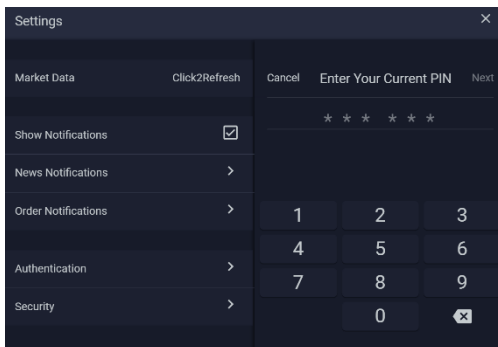 Settings
Market Data Click2Refresh
Show Notifications
News Notifications
Order Notifications
Authentication
Security
Cancel Enter Your Current PIN Next
* * * * * *
1 2 3
4 5 6
7 8 9
0